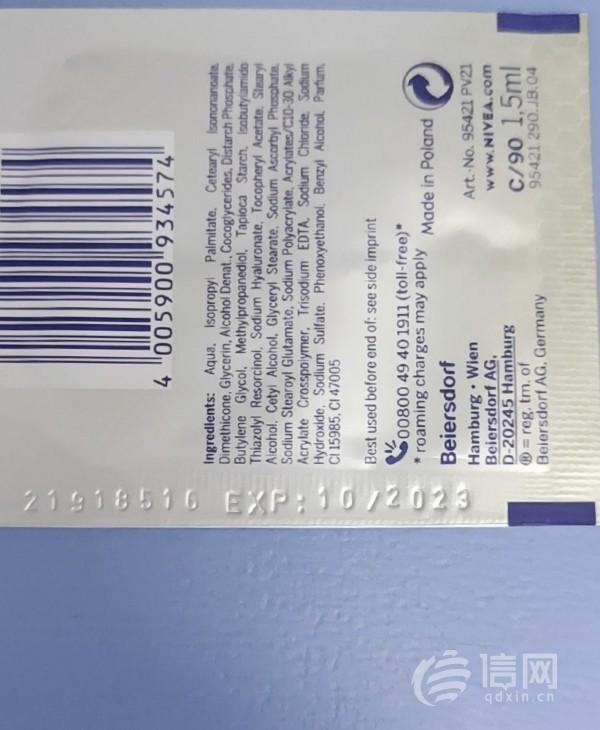 4 005900 934574
Ingredients: Aqua, Isopropyl Palmitate, Cetearyl Isononanoate,
Dimethicone, Glycerin, Alcohol Denat., Cocoglycerides, Distarch Phosphate,
Butylene Glycol, Methylpropanediol, Tapioca Starch, Isobutylamido
Thiazolyl Resorcinol, Sodium Hyaluronate, Tocopheryl Acetate, Stearyl
Alcohol, Cetyl Alcohol, Glyceryl Stearate, Sodium Ascorbyl Phosphate,
Sodium Stearoyl Glutamate, Sodium Polyacrylate, Acrylates/C10-30 Alkyl
Acrylate Crosspolymer, Trisodium EDTA, Sodium Chloride, Sodium
Hydroxide, Sodium Sulfate, Phenoxyethanol, Benzyl Alcohol, Parfum,
CI 15985, CI 47005
Best used before end of: see side imprint
00800 49 40 1911 (toll-free)*
* roaming charges may apply
Made in Poland
Beiersdorf
Hamburg • Wien
Beiersdorf AG,
D-20245 Hamburg
® = reg. tm. of
Beiersdorf AG, Germany
Art.-No. 95421 PV21
www.NIVEA.com
C/90 1,5ml
95421 290.JB.04
21918516 EXP:10/2023
信网
qdxin.cn